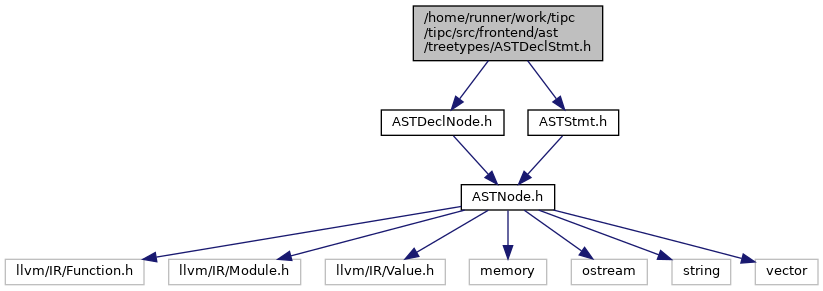 /home/runner/work/tipc
/tipc/src/frontend/ast
/treetypes/ASTDeclStmt.h
ASTDeclNode.h
ASTStmt.h
ASTNode.h
llvm/IR/Function.h
llvm/IR/Module.h
llvm/IR/Value.h
memory
ostream
string
vector